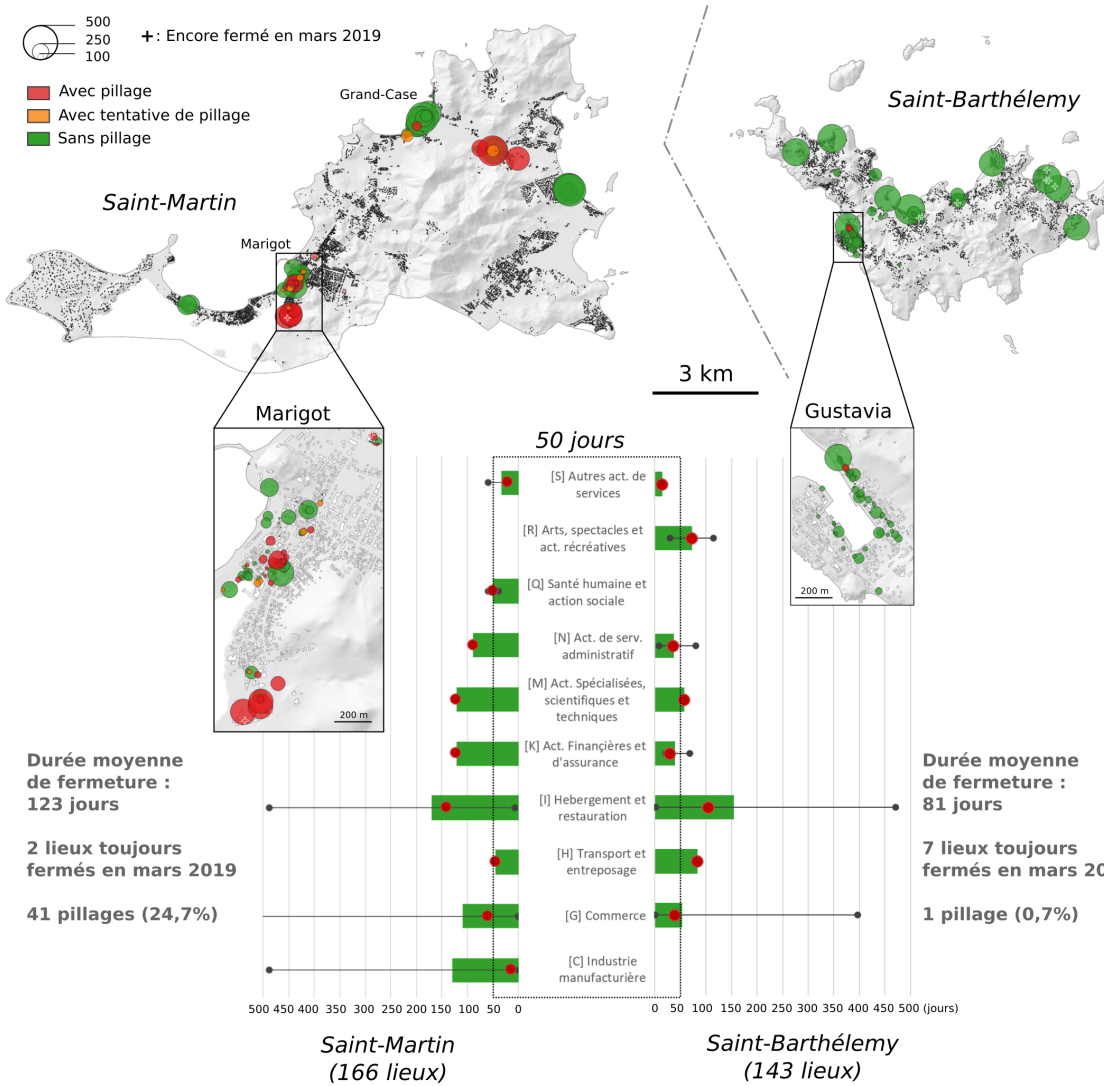 500
250
100
+: Encore fermé en mars 2019
Avec pillage
Avec tentative de pillage
Sans pillage
Grand-Case
Saint-Martin
Marigot
Saint-Barthélemy
3 km
Marigot
200 m
Gustavia
200 m
50 jours
[S] Autres act. de
services
[R] Arts, spectacles et
act. récréatives
[Q] Santé humaine et
action sociale
[N] Act. de serv.
administratif
[M] Act. Spécialisées,
scientifiques et
techniques
[K] Act. Financières et
d'assurance
[I] Hebergement et
restauration
[H] Transport et
entreposage
[G] Commerce
[C] Industrie
manufacturière
Durée moyenne
de fermeture :
123 jours
2 lieux toujours
fermés en mars 2019
41 pillages (24,7%)
Durée moyenne
de fermeture :
81 jours
7 lieux toujours
fermés en mars 20
1 pillage (0,7%)
500 450 400 350 300 250 200 150 100 50 0
0 50 100 150 200 250 300 350 400 450 500 (jours)
Saint-Martin
(166 lieux)
Saint-Barthélemy
(143 lieux)